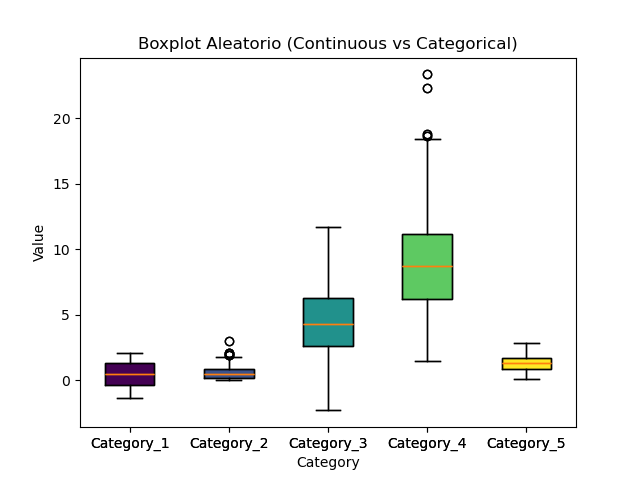 Boxplot Aleatorio (Continuous vs Categorical)
Value
20
15
10
5
0
Category_1 Category_2 Category_3 Category_4 Category_5
Category